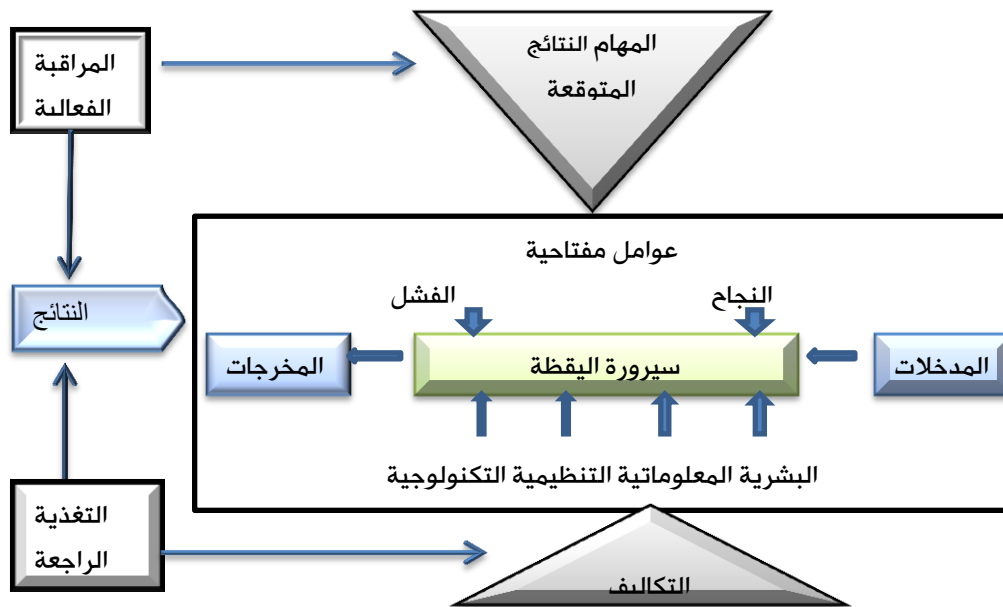 المراقبة
الفعالية
المهام النتائج
المتوقعة
عوامل مفتاحية
النجاح
الفشل
النتائج
المدخلات
سيرورة اليقظة
المخرجات
البشرية المعلوماتية التنظيمية التكنولوجية
التغذية
الراجعة
التكاليف